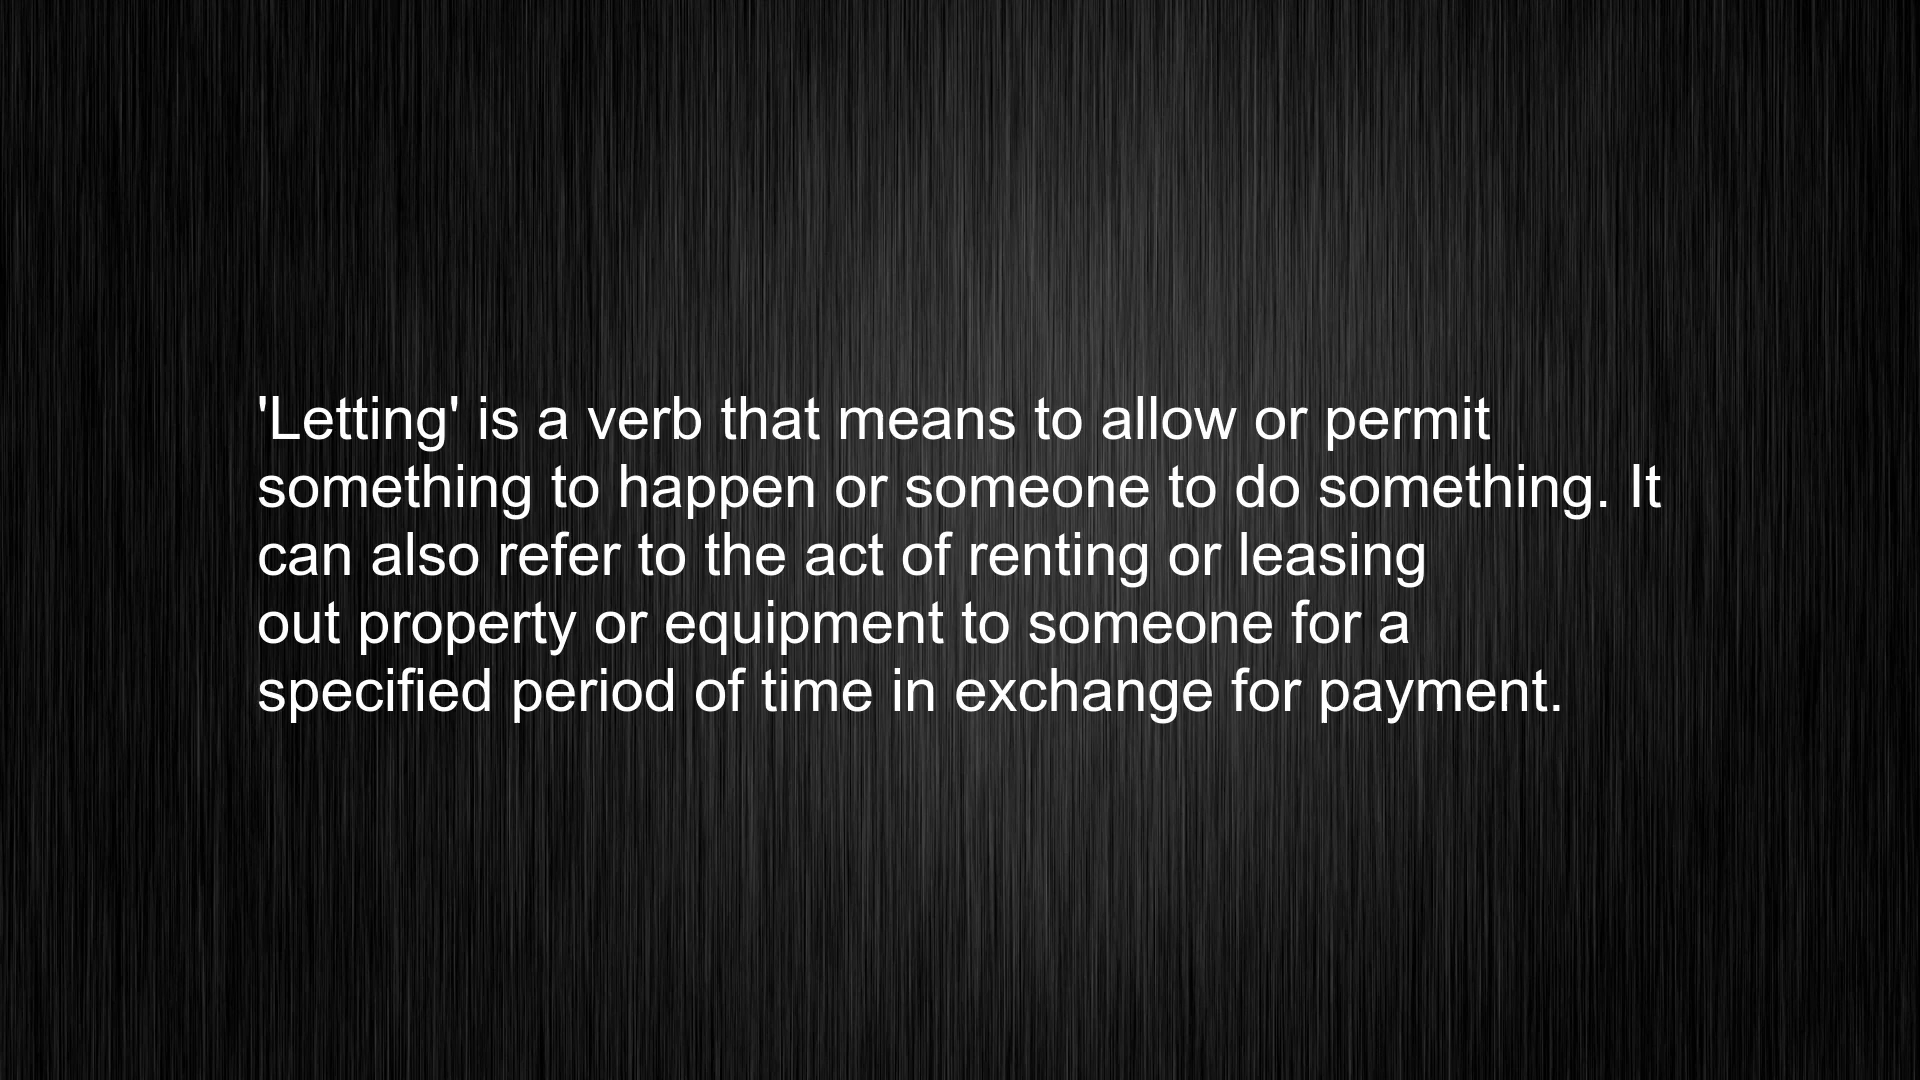 'Letting' is a verb that means to allow or permit
something to happen or someone to do something. It
can also refer to the act of renting or leasing
out property or equipment to someone for a
specified period of time in exchange for payment.